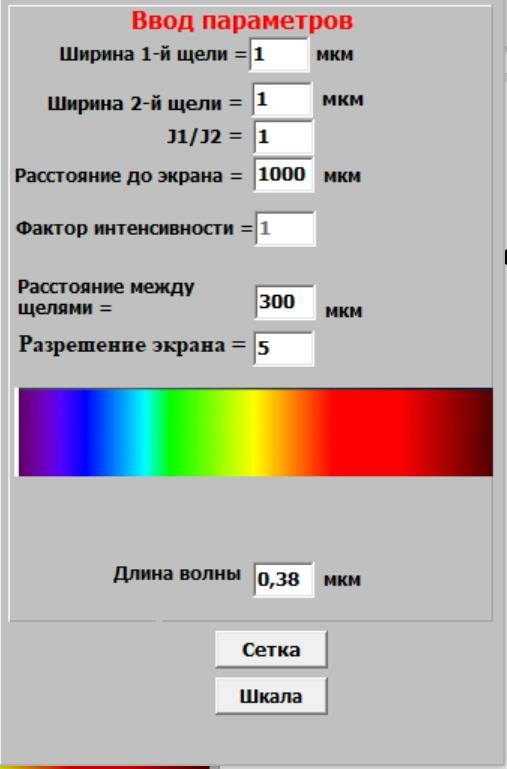 Ввод параметров
Ширина 1-й щели = 1 мкм
Ширина 2-й щели = 1 мкм
J1/J2 = 1
Расстояние до экрана = 1000 мкм
Фактор интенсивности = 1
Расстояние между
щелями = 300 мкм
Разрешение экрана = 5
Длина волны 0,38 мкм
Сетка
Шкала